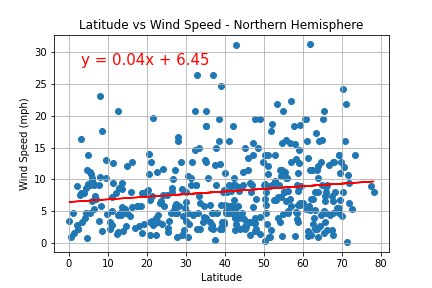 Latitude vs Wind Speed - Northern Hemisphere
y = 0.04x + 6.45
Wind Speed (mph)
30
25
20
15
10
5
0
0 10 20 30 40 50 60 70 80
Latitude